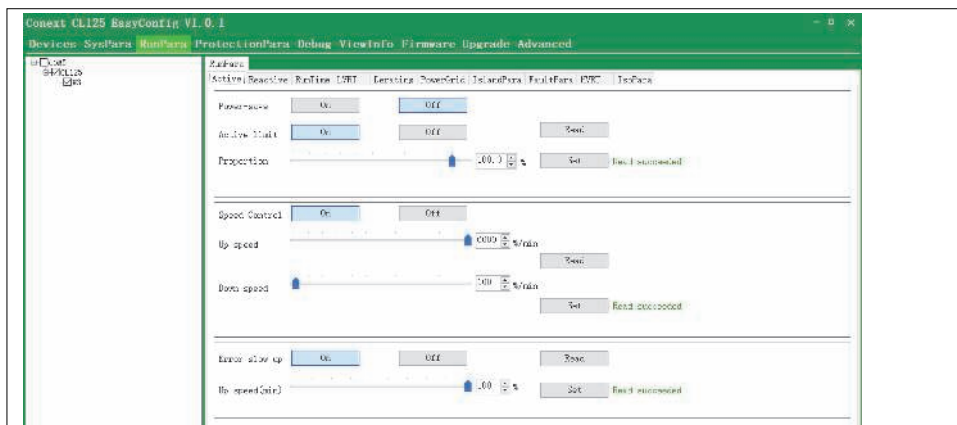 Conext CL125 EasyConfig V1.0.1
Devices SysPara RunPara ProtectionPara Debug ViewInfo Firmware Upgrade Advanced
CL125
RunPara
Active Reactive RunTime LVRT Derating PowerGrid IslandPara FaultPara HVRT IsoPara
Power-save On Off
Active limit On Off Read
Proportion 100.0 % Set Read succeeded
Speed Control On Off
Up speed 6000 %/min
Read
Down speed 100 %/min
Set Read succeeded
Error slow up On Off Read
Up speed(min) 100 % Set Read succeeded